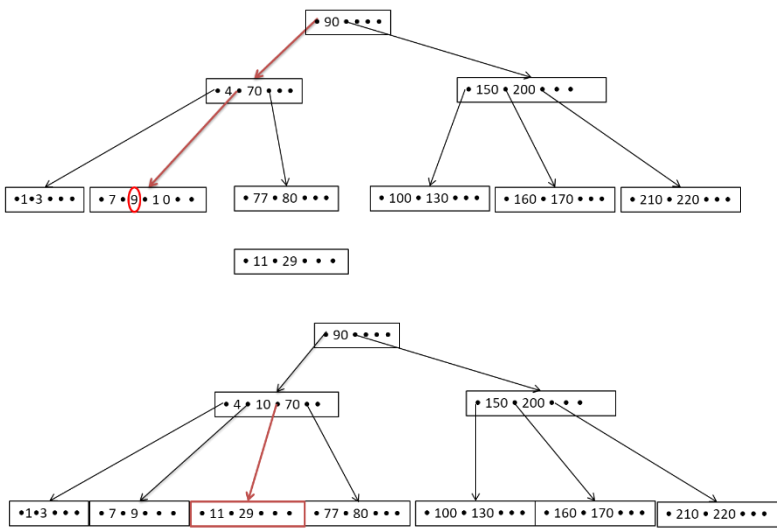 • 90 • • • •
• 4 • 70 • • •
• 150 • 200 • • •
•1•3 • • •
• 7 • 9 • 1 0 • •
• 77 • 80 • • •
• 100 • 130 • • •
• 160 • 170 • • •
• 210 • 220 • • •
• 11 • 29 • • •
• 90 • • • •
• 4 • 10 • 70 • •
• 150 • 200 • • •
•1•3 • • •
• 7 • 9 • • •
• 11 • 29 • • •
• 77 • 80 • • •
• 100 • 130 • • •
• 160 • 170 • • •
• 210 • 220 • • •